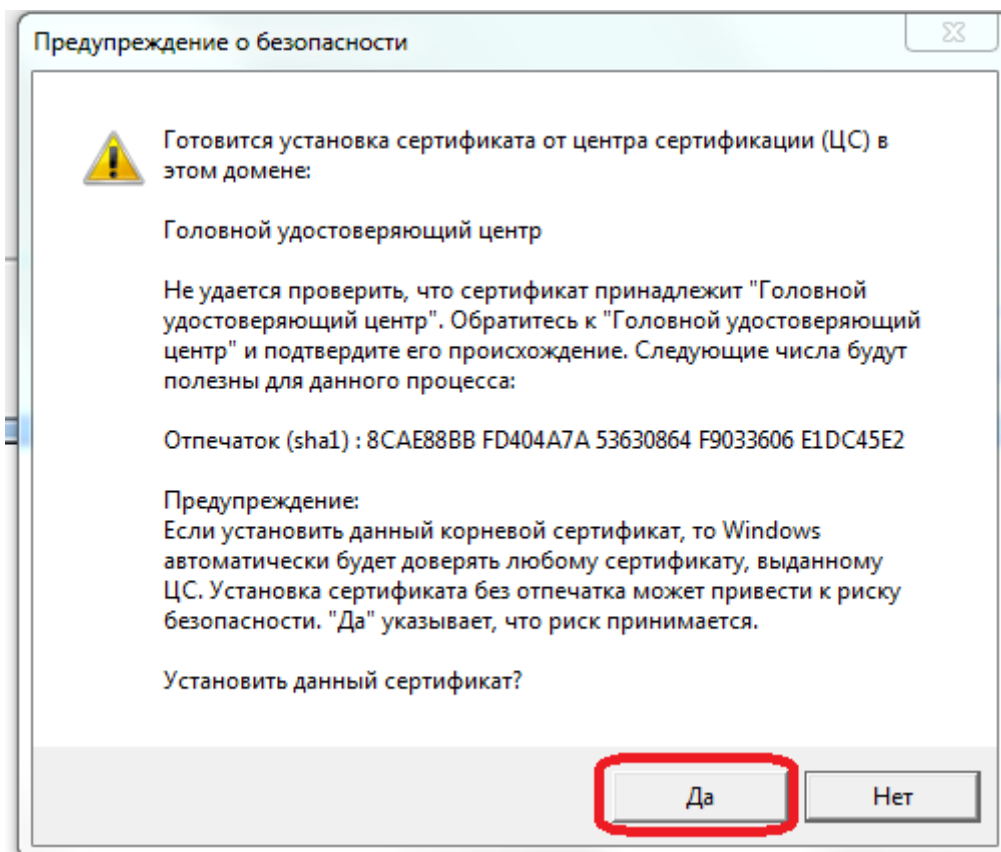 Предупреждение о безопасности
Готовится установка сертификата от центра сертификации (ЦС) в
этом домене:
Головной удостоверяющий центр
Не удается проверить, что сертификат принадлежит "Головной
удостоверяющий центр". Обратитесь к "Головной удостоверяющий
центр" и подтвердите его происхождение. Следующие числа будут
полезны для данного процесса:
Отпечаток (sha1) : 8CAE88BB FD404A7A 53630864 F9033606 E1DC45E2
Предупреждение:
Если установить данный корневой сертификат, то Windows
автоматически будет доверять любому сертификату, выданному
ЦС. Установка сертификата без отпечатка может привести к риску
безопасности. "Да" указывает, что риск принимается.
Установить данный сертификат?
Да
Нет